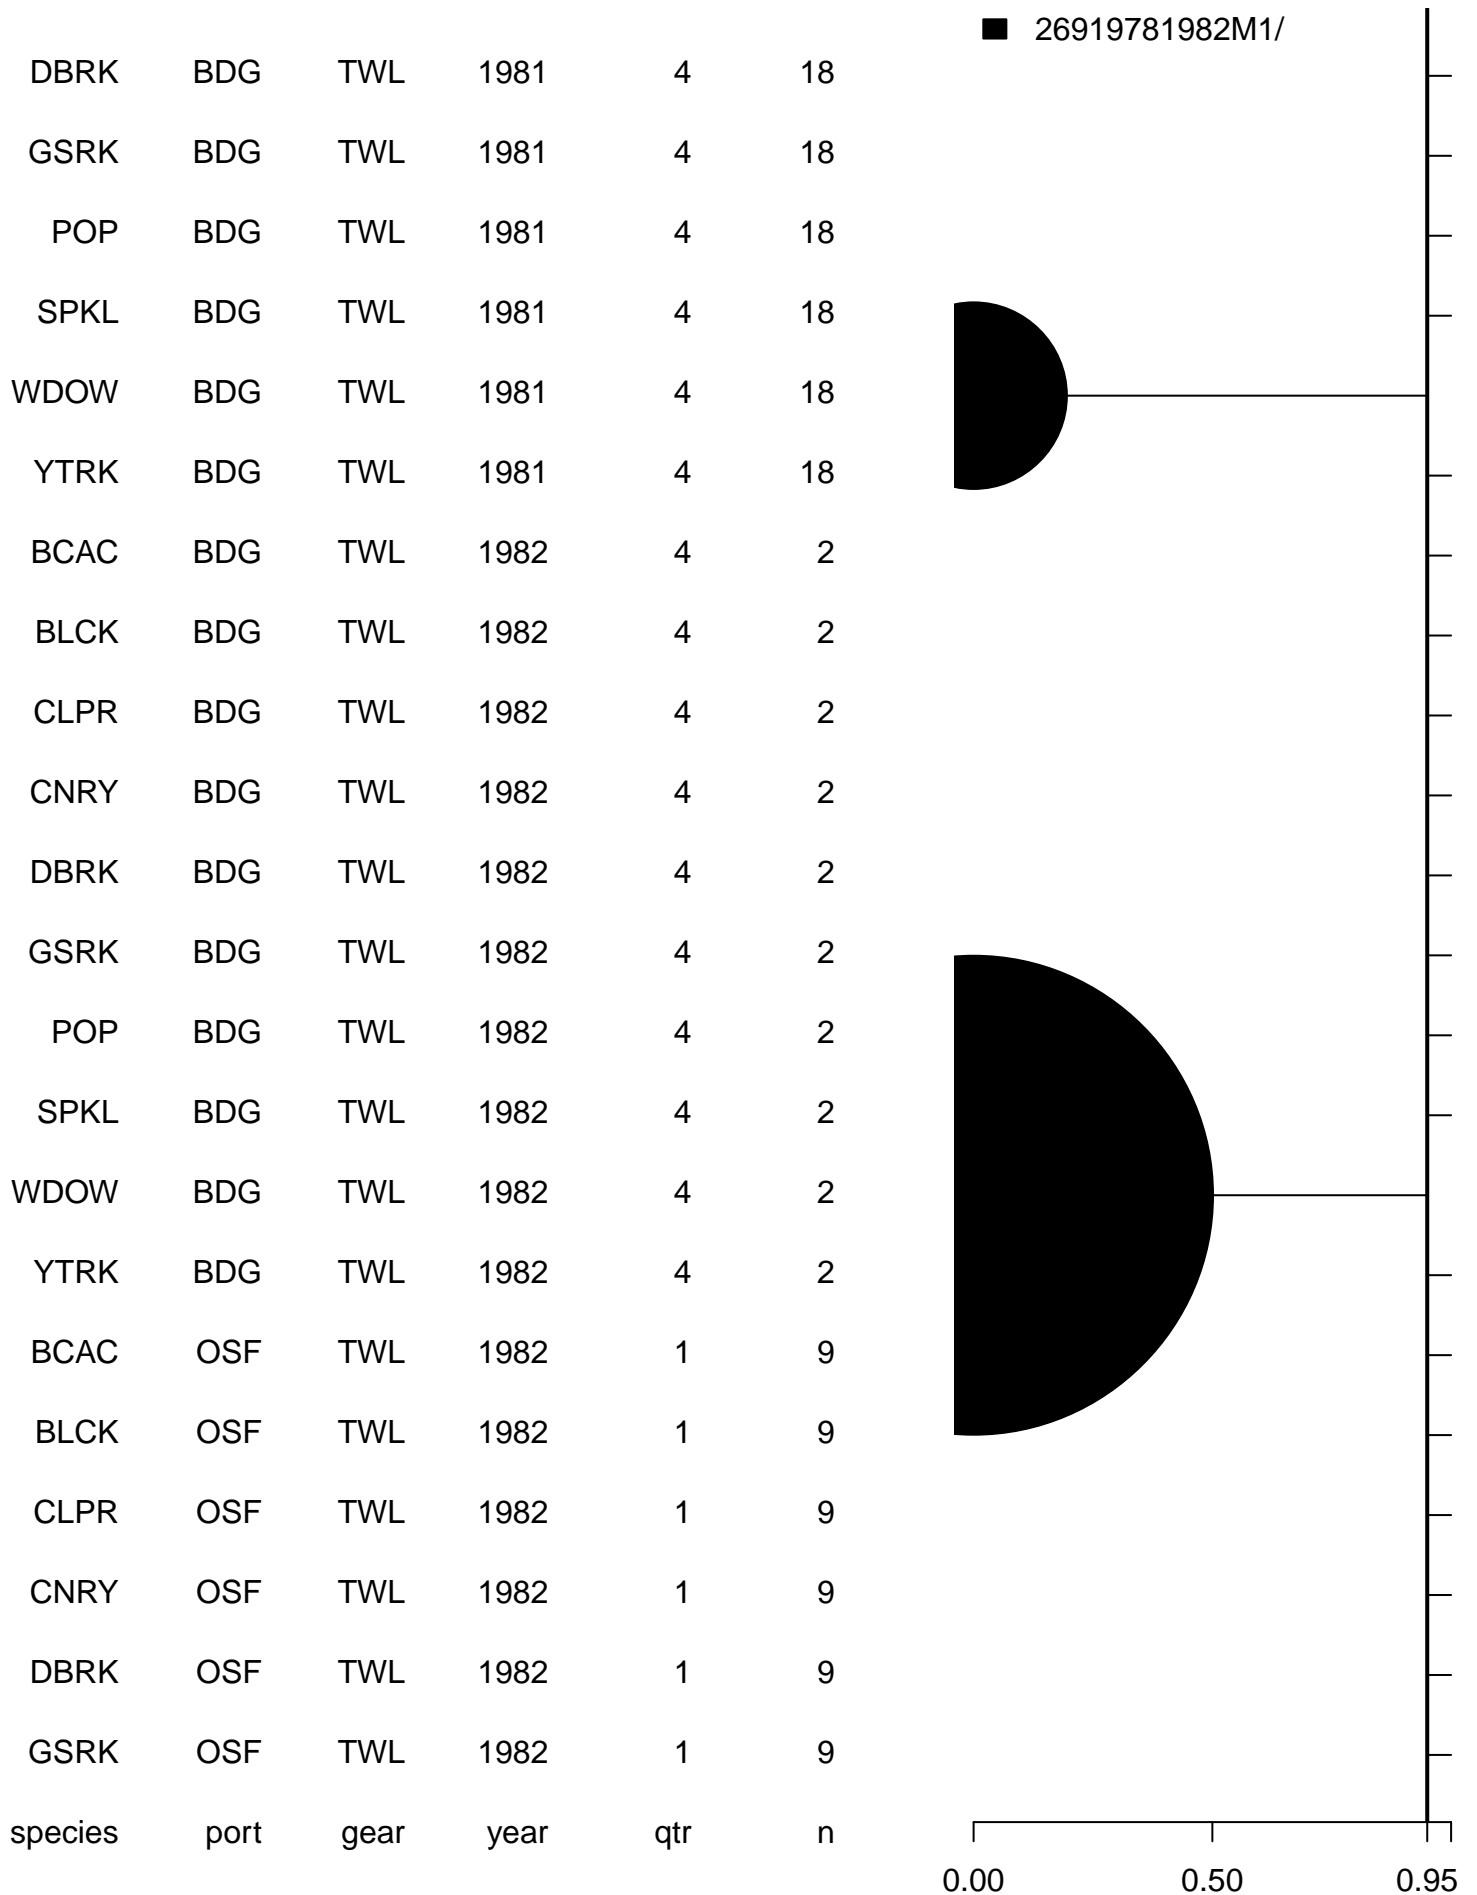 26919781982M1/
DBRK BDG TWL 1981 4 18
GSRK BDG TWL 1981 4 18
POP BDG TWL 1981 4 18
SPKL BDG TWL 1981 4 18
WDOW BDG TWL 1981 4 18
YTRK BDG TWL 1981 4 18
BCAC BDG TWL 1982 4 2
BLCK BDG TWL 1982 4 2
CLPR BDG TWL 1982 4 2
CNRY BDG TWL 1982 4 2
DBRK BDG TWL 1982 4 2
GSRK BDG TWL 1982 4 2
POP BDG TWL 1982 4 2
SPKL BDG TWL 1982 4 2
WDOW BDG TWL 1982 4 2
YTRK BDG TWL 1982 4 2
BCAC OSF TWL 1982 1 9
BLCK OSF TWL 1982 1 9
CLPR OSF TWL 1982 1 9
CNRY OSF TWL 1982 1 9
DBRK OSF TWL 1982 1 9
GSRK OSF TWL 1982 1 9
species port gear year qtr n
0.00 0.50 0.95